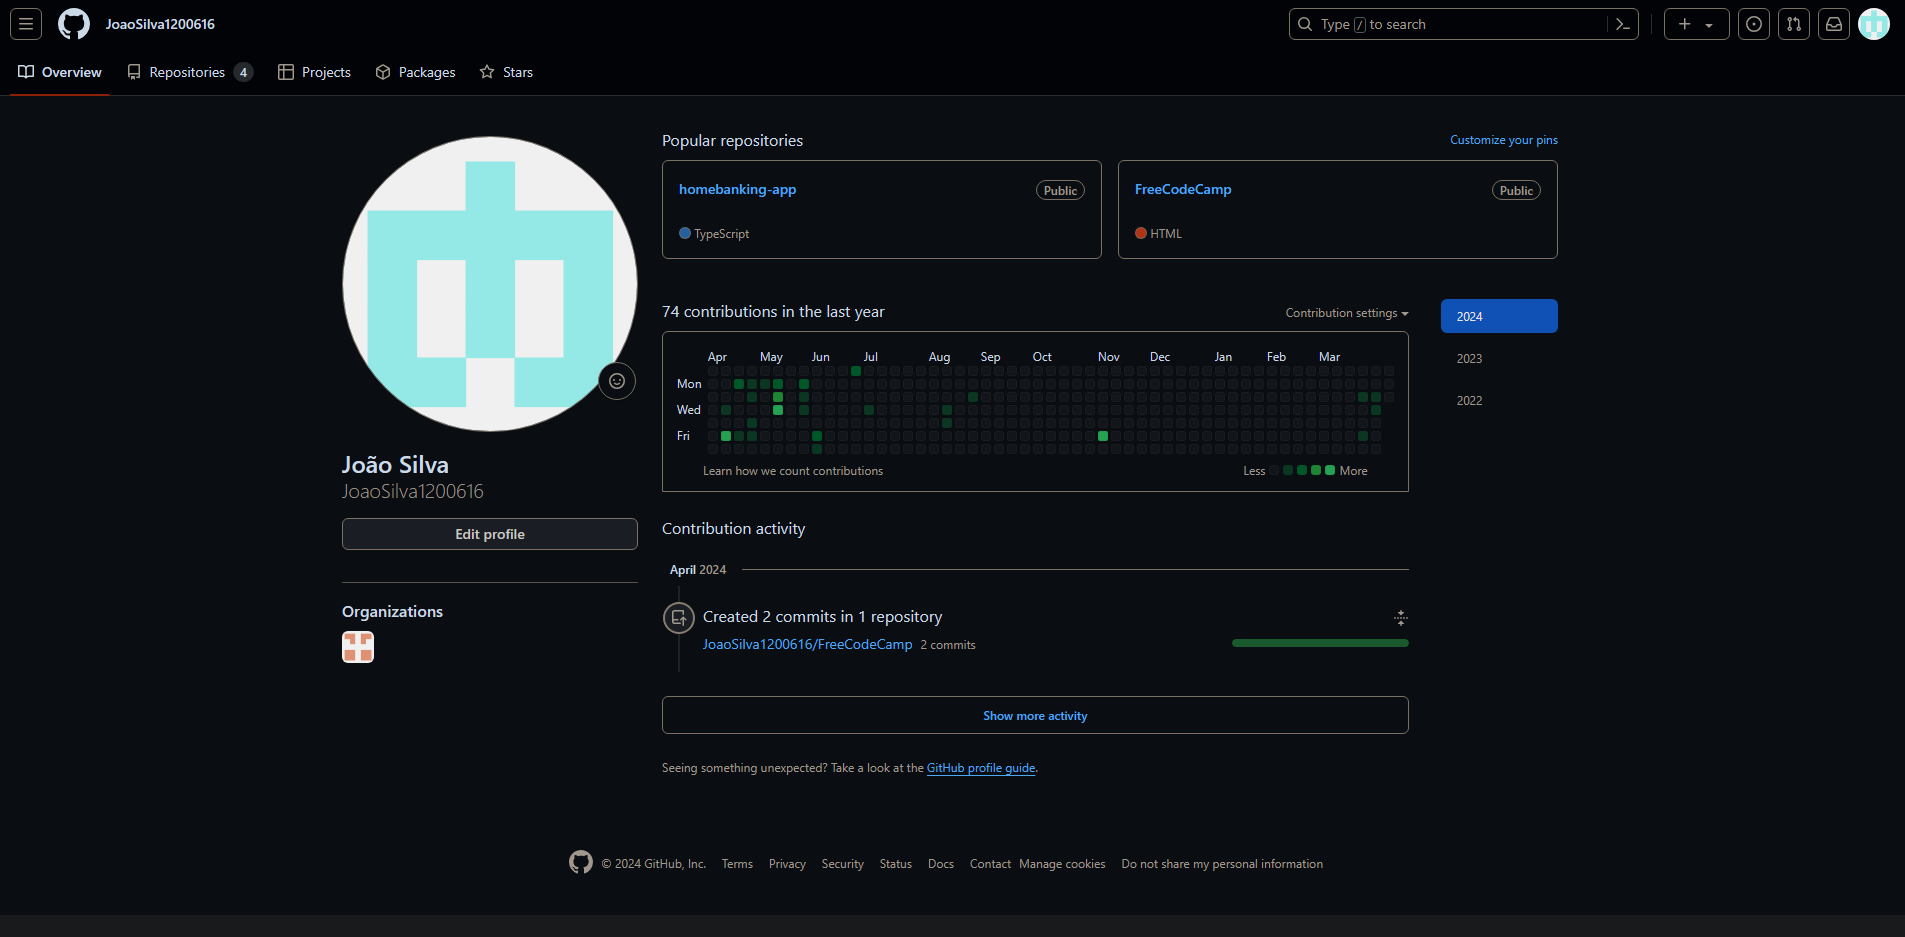 JoaoSilva1200616
Type / to search
Overview
Repositories 4
Projects
Packages
Stars
João Silva
JoaoSilva1200616
Edit profile
Organizations
Popular repositories
Customize your pins
homebanking-app
Public
TypeScript
FreeCodeCamp
Public
HTML
74 contributions in the last year
Contribution settings
2024
2023
2022
Apr May Jun Jul Aug Sep Oct Nov Dec Jan Feb Mar
Mon
Wed
Fri
Learn how we count contributions
Less More
Contribution activity
April 2024
Created 2 commits in 1 repository
JoaoSilva1200616/FreeCodeCamp 2 commits
Show more activity
Seeing something unexpected? Take a look at the GitHub profile guide.
© 2024 GitHub, Inc. Terms Privacy Security Status Docs Contact Manage cookies Do not share my personal information